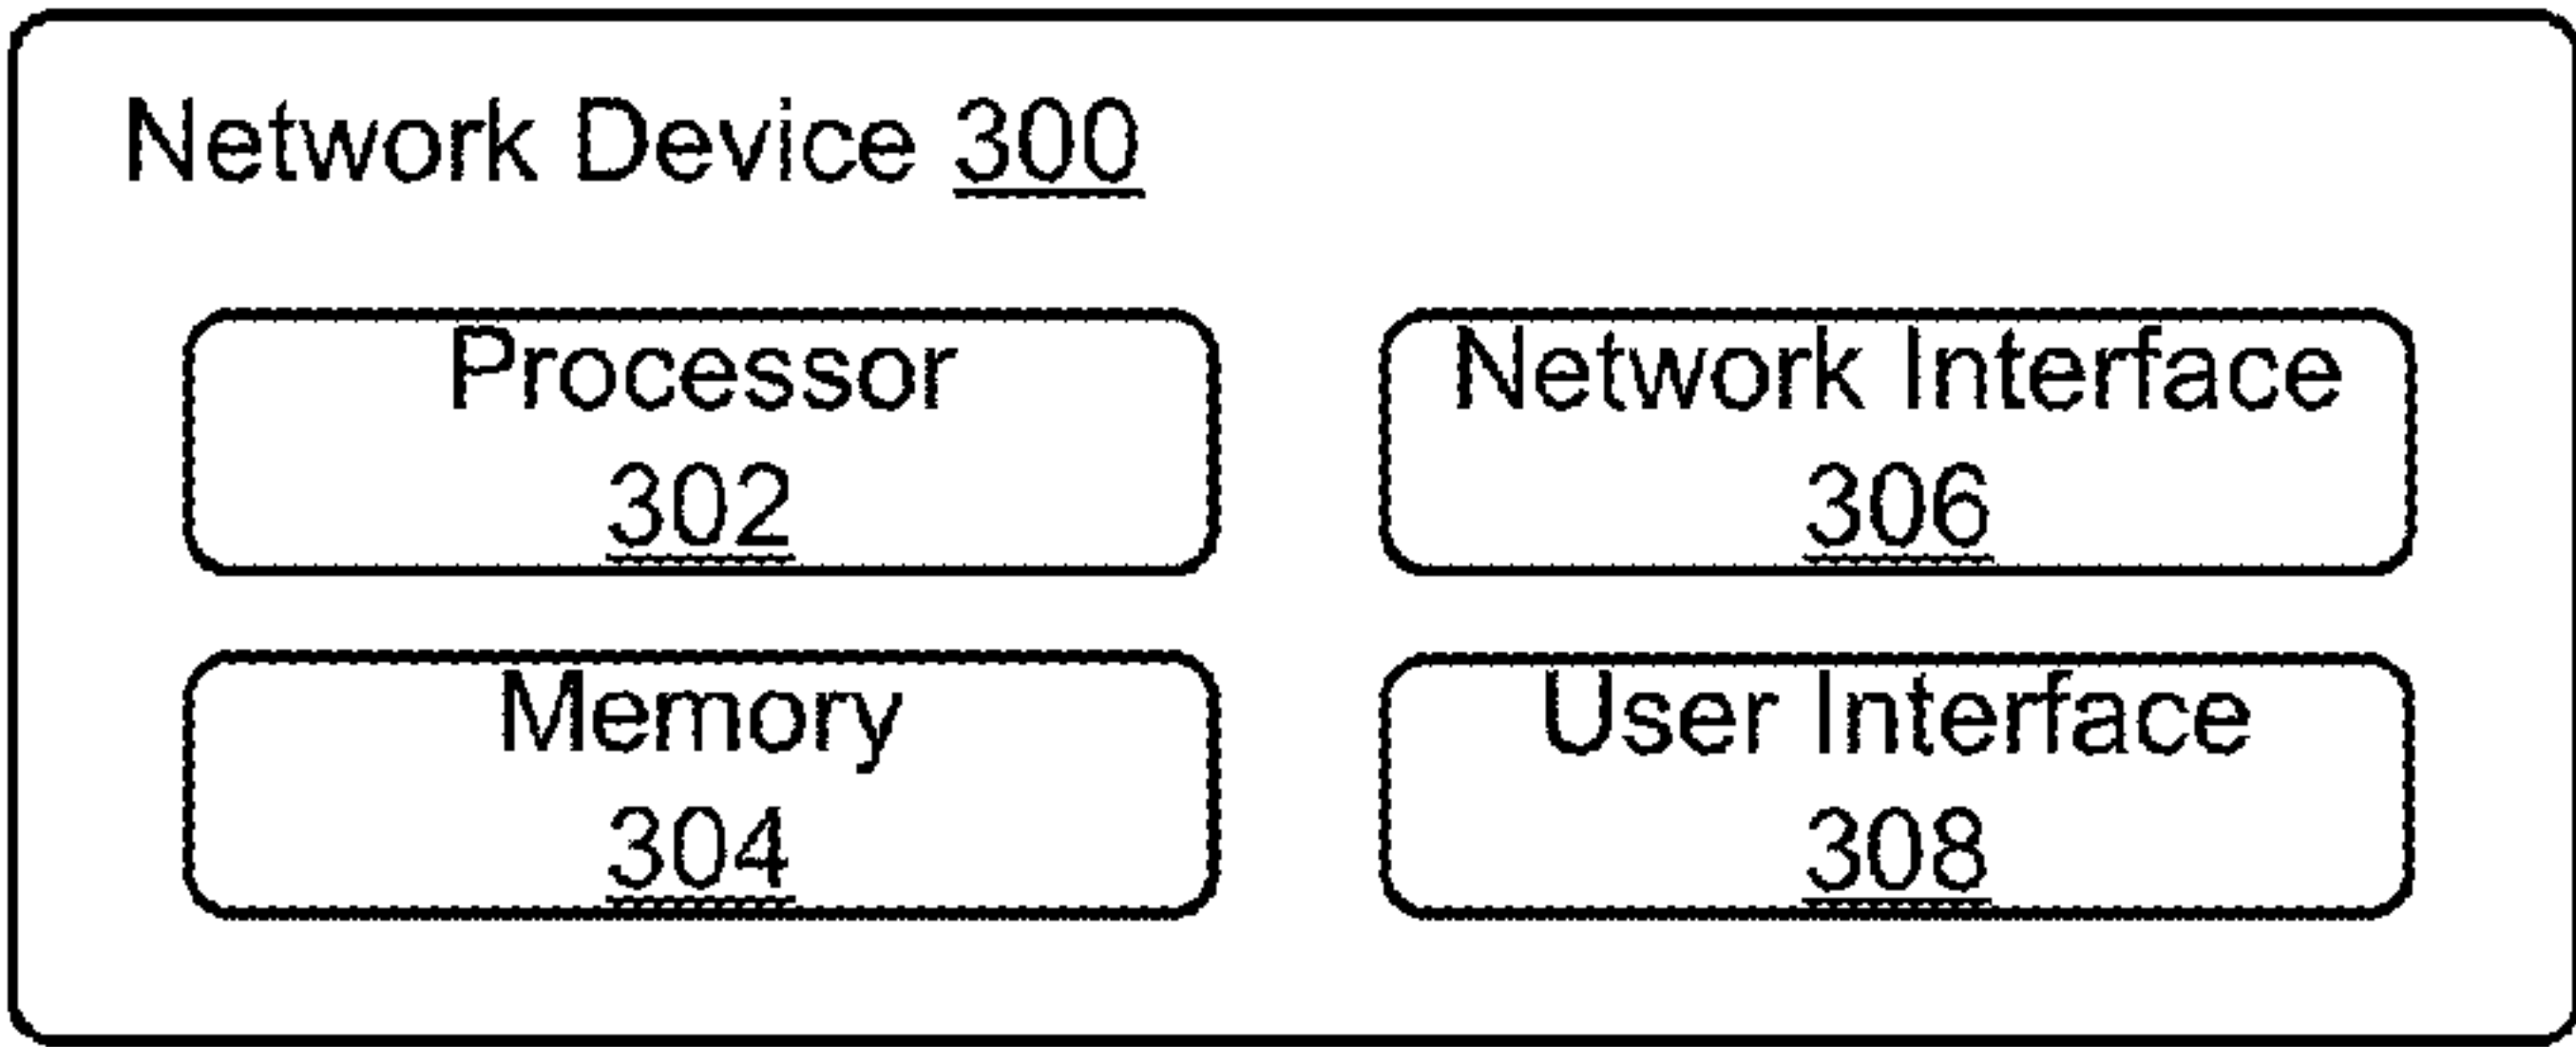 Network Device 300
Processor
302
Network Interface
306
Memory
304
User Interface
308